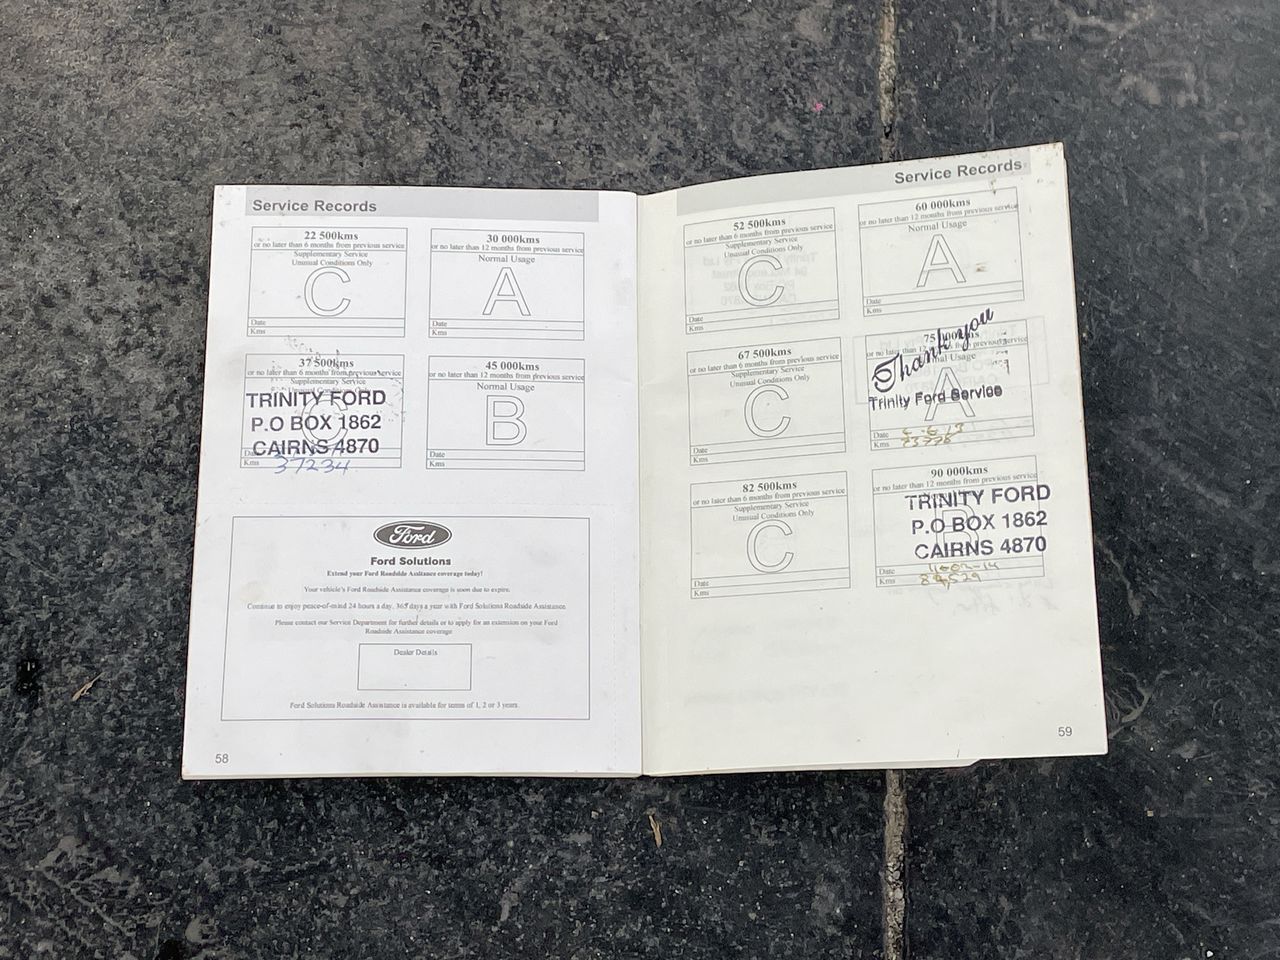 Service Records
22 500kms
or no later than 6 months from previous service
Supplementary Service
Unusual Conditions Only
C
Date
Kms
30 000kms
or no later than 12 months from previous service
Normal Usage
A
Date
Kms
37 500kms
or no later than 6 months from previous service
Supplementary Service
Unusual Conditions Only
C
TRINITY FORD
P.O BOX 1862
CAIRNS 4870
Kms 37234
45 000kms
or no later than 12 months from previous service
Normal Usage
B
Date
Kms
Ford
Ford Solutions
Extend your Ford Roadside Assistance coverage today!
Your vehicle's Ford Roadside Assistance coverage is soon due to expire.
Continue to enjoy peace-of-mind 24 hours a day, 365 days a year with Ford Solutions Roadside Assistance.
Please contact our Service Department for further details or to apply for an extension on your Ford
Roadside Assistance coverage
Dealer Details
Ford Solutions Roadside Assistance is available for terms of 1, 2 or 3 years.
58
Service Records
52 500kms
or no later than 6 months from previous service
Supplementary Service
Unusual Conditions Only
C
Date
Kms
60 000kms
or no later than 12 months from previous service
Normal Usage
A
Date
Kms
67 500kms
or no later than 6 months from previous service
Supplementary Service
Unusual Conditions Only
C
Date
Kms
75 000kms
Thank you
Usage
A
Trinity Ford Service
Date
Kms
82 500kms
or no later than 6 months from previous service
Supplementary Service
Unusual Conditions Only
C
Date
Kms
90 000kms
or no later than 12 months from previous service
B
TRINITY FORD
P.O BOX 1862
CAIRNS 4870
Date
Kms 89,529
59